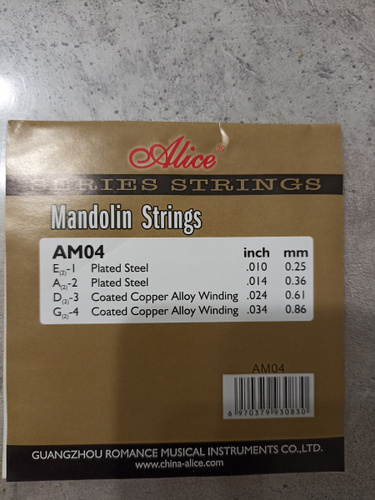 Alice®
SERIES STRINGS
Mandolin Strings
AM04 inch mm
E(2)-1 Plated Steel .010 0.25
A(2)-2 Plated Steel .014 0.36
D(2)-3 Coated Copper Alloy Winding .024 0.61
G(2)-4 Coated Copper Alloy Winding .034 0.86
AM04
6 970379 930830
GUANGZHOU ROMANCE MUSICAL INSTRUMENTS CO.,LTD.
www.china-alice.com